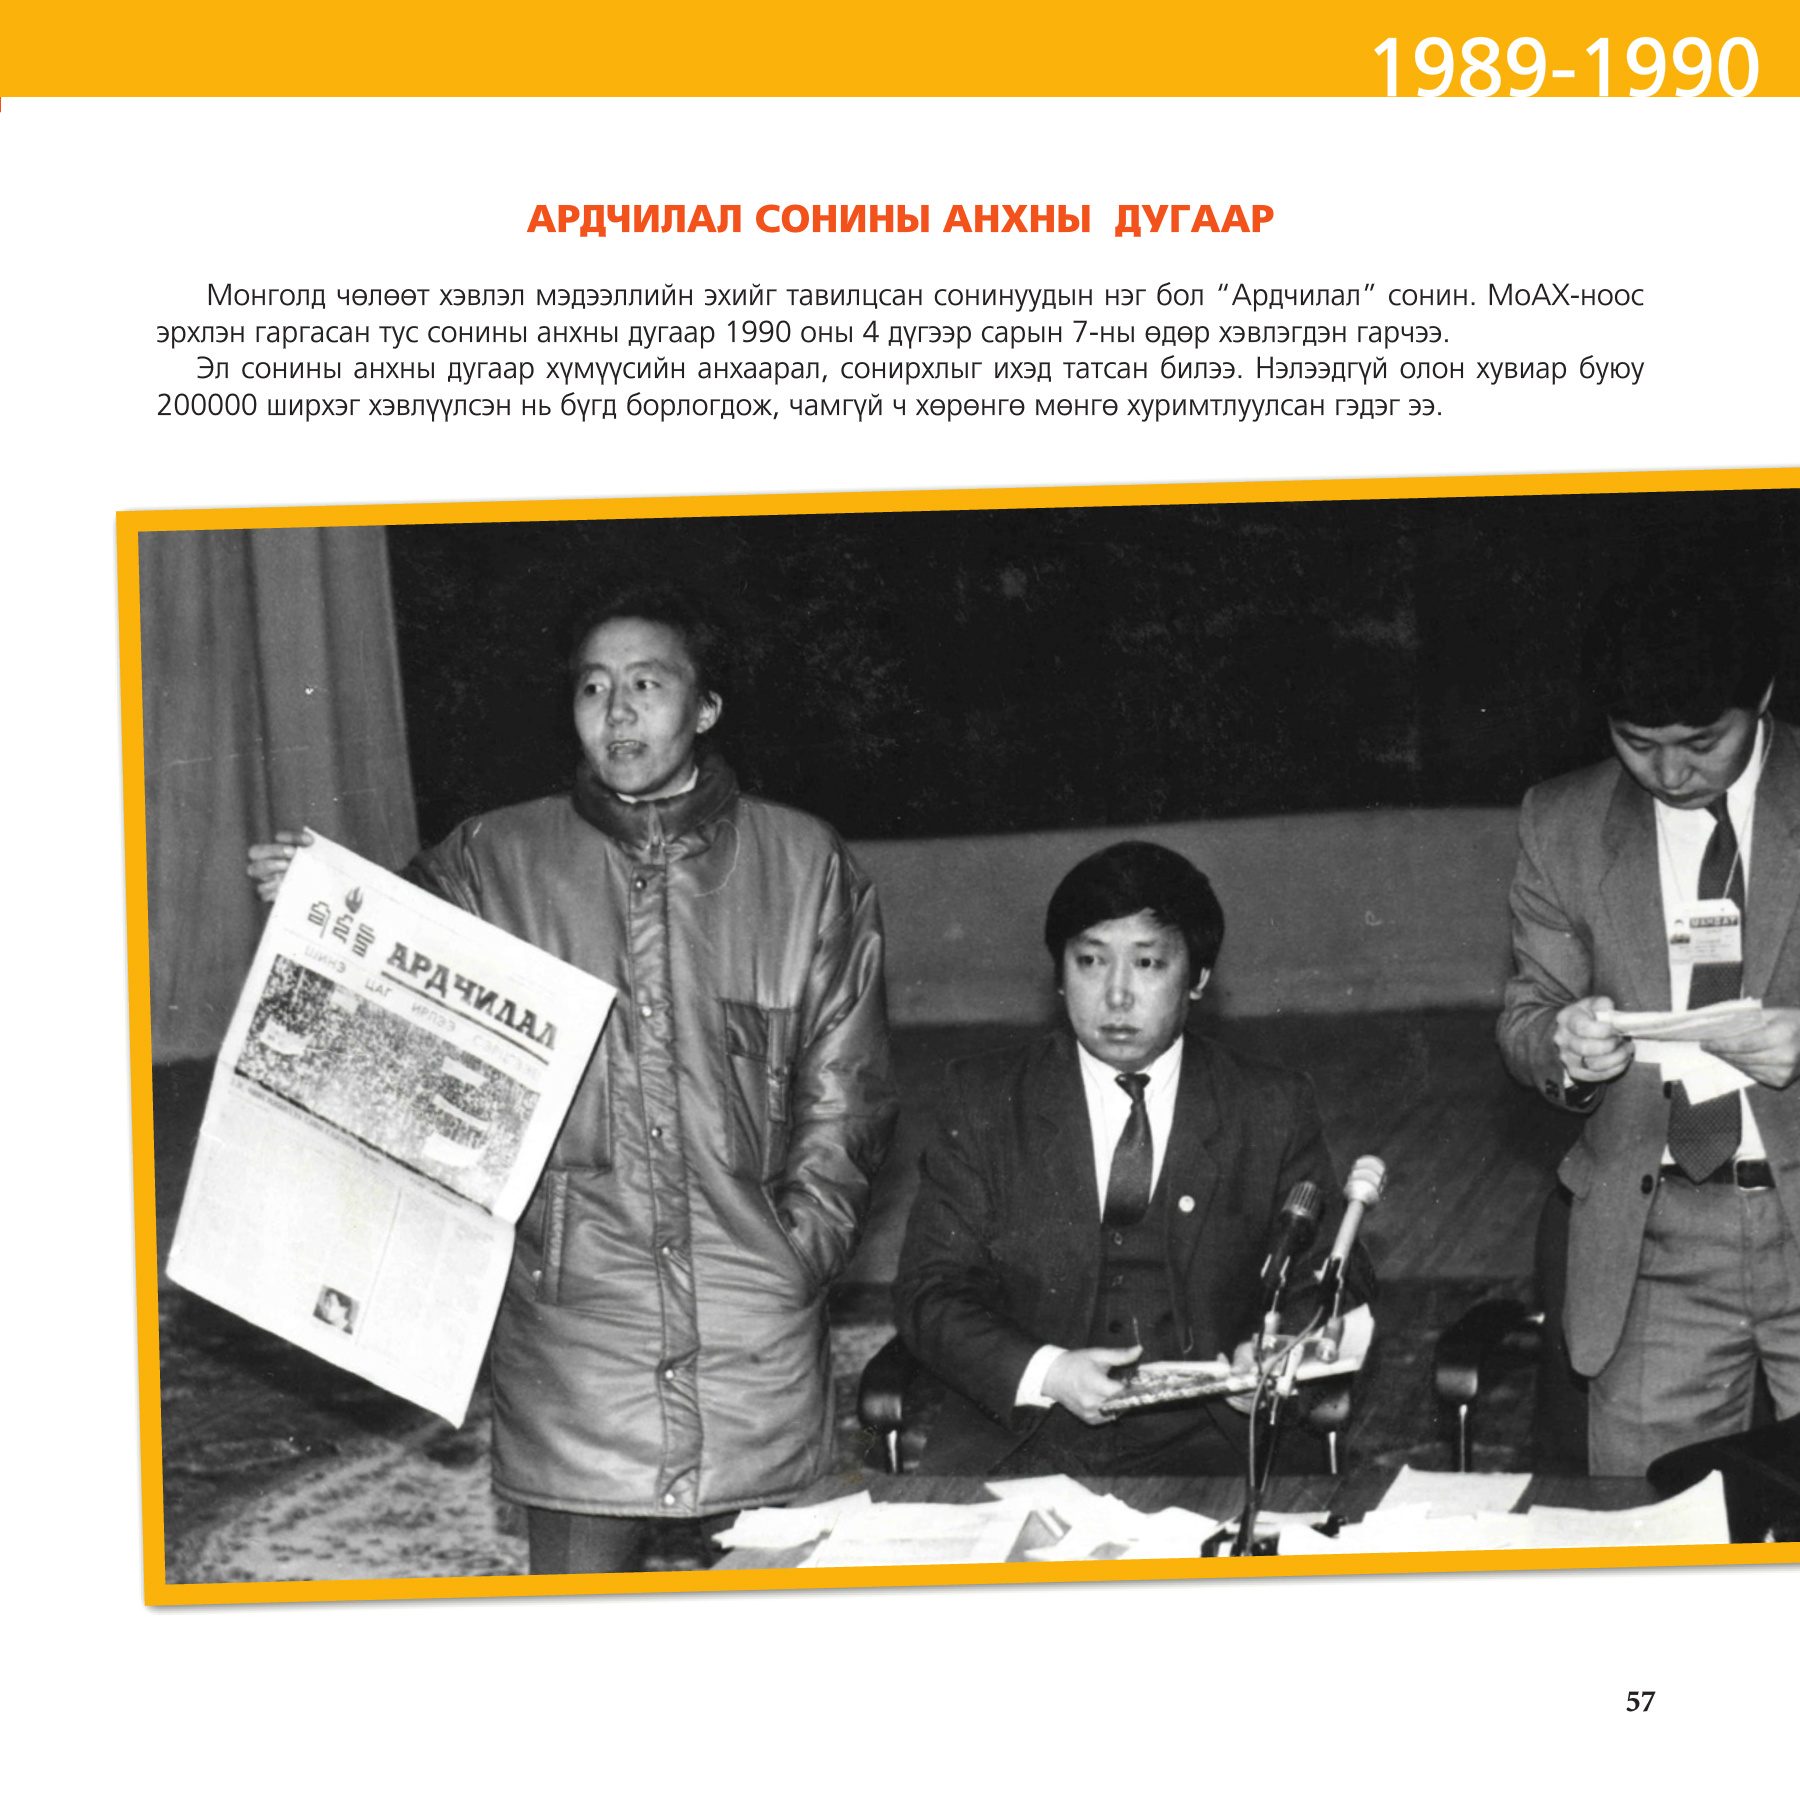 1989-1990
АРДЧИЛАЛ СОНИНЫ АНХНЫ ДУГААР
Монголд чөлөөт хэвлэл мэдээллийн эхийг тавилцсан сонинуудын нэг бол “Ардчилал” сонин. МоАХ-ноос
эрхлэн гаргасан тус сонины анхны дугаар 1990 оны 4 дүгээр сарын 7-ны өдөр хэвлэгдэн гарчээ.
Эл сонины анхны дугаар хүмүүсийн анхаарал, сонирхлыг ихэд татсан билээ. Нэлээдгүй олон хувиар буюу
200000 ширхэг хэвлүүлсэн нь бүгд борлогдож, чамгүй ч хөрөнгө мөнгө хуримтлуулсан гэдэг ээ.
АРДЧИЛАЛ
ШИНЭ ЦАГ ИРЛЭЭ
МАНДАТ
57